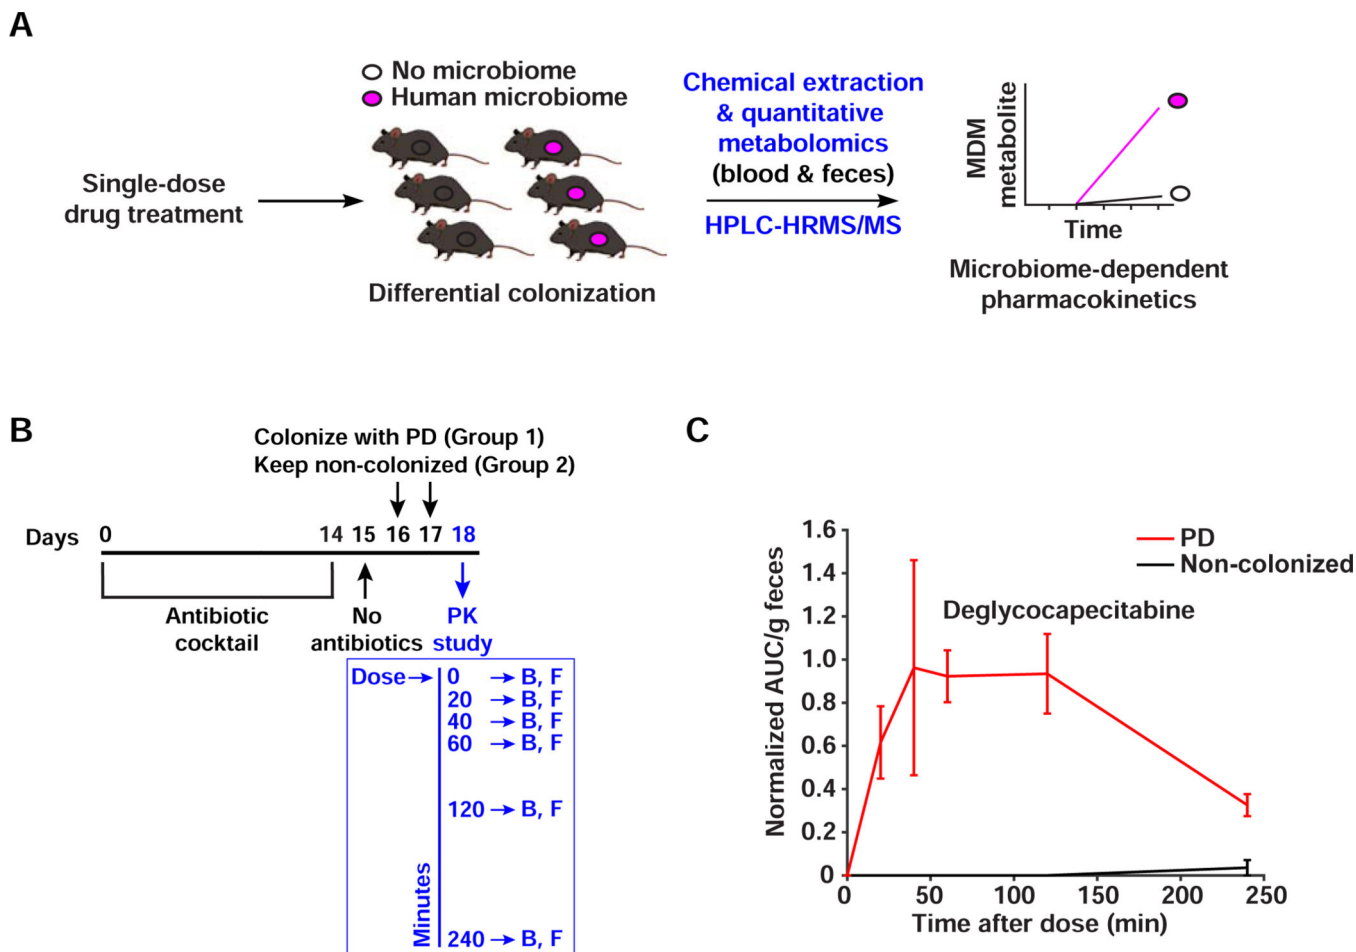 A
No microbiome
Human microbiome
Single-dose
drug treatment
Differential colonization
Chemical extraction
& quantitative
metabolomics
(blood & feces)
HPLC-HRMS/MS
MDM
metabolite
Time
Microbiome-dependent
pharmacokinetics
B
Colonize with PD (Group 1)
Keep non-colonized (Group 2)
Days 0 14 15 16 17 18
Antibiotic
cocktail
No
antibiotics
PK
study
Dose 0 B, F
20 B, F
40 B, F
60 B, F
120 B, F
240 B, F
Minutes
C
Normalized AUC/g feces
1.6
1.4
1.2
1.0
0.8
0.6
0.4
0.2
0
PD
Non-colonized
Deglycocapecitabine
0 50 100 150 200 250
Time after dose (min)